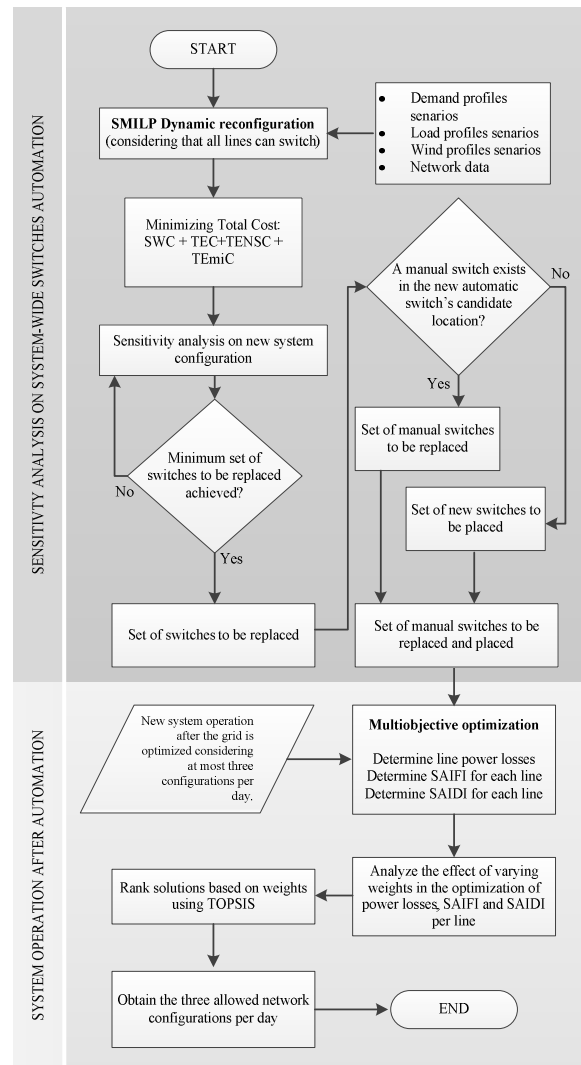 START
SMILP Dynamic reconfiguration
(considering that all lines can switch)
• Demand profiles
senarios
• Load profiles senarios
• Wind profiles senarios
• Network data
Minimizing Total Cost:
SWC + TEC+TENSC +
TEmiC
Sensitivity analysis on new system
configuration
Minimum set of
switches to be replaced
achieved?
No
Yes
Set of switches to be replaced
A manual switch exists
in the new automatic
switch's candidate
location?
No
Yes
Set of manual switches
to be replaced
Set of new switches to
be placed
Set of manual switches to be
replaced and placed
SENSITIVTY ANALYSIS ON SYSTEM-WIDE SWITCHES AUTOMATION
New system operation
after the grid is
optimized considering
at most three
configurations per
day.
Multiobjective optimization
Determine line power losses
Determine SAIFI for each line
Determine SAIDI for each line
Analyze the effect of varying
weights in the optimization of
power losses, SAIFI and SAIDI
per line
Rank solutions based on weights
using TOPSIS
Obtain the three allowed network
configurations per day
END
SYSTEM OPERATION AFTER AUTOMATION